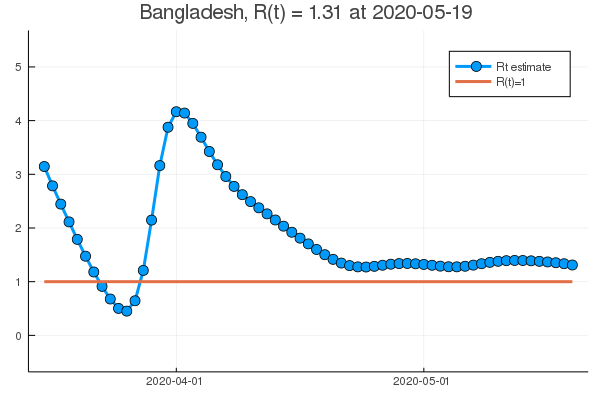 Bangladesh, R(t) = 1.31 at 2020-05-19
5
4
3
2
1
0
Rt estimate
R(t)=1
2020-04-01
2020-05-01